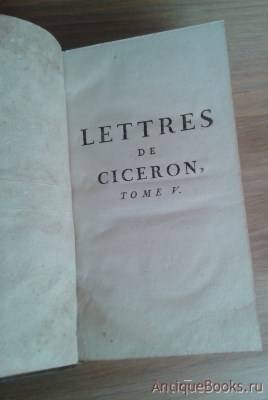 LETTRES
DE
CICERON,
TOME V.
AntiqueBooks.ru